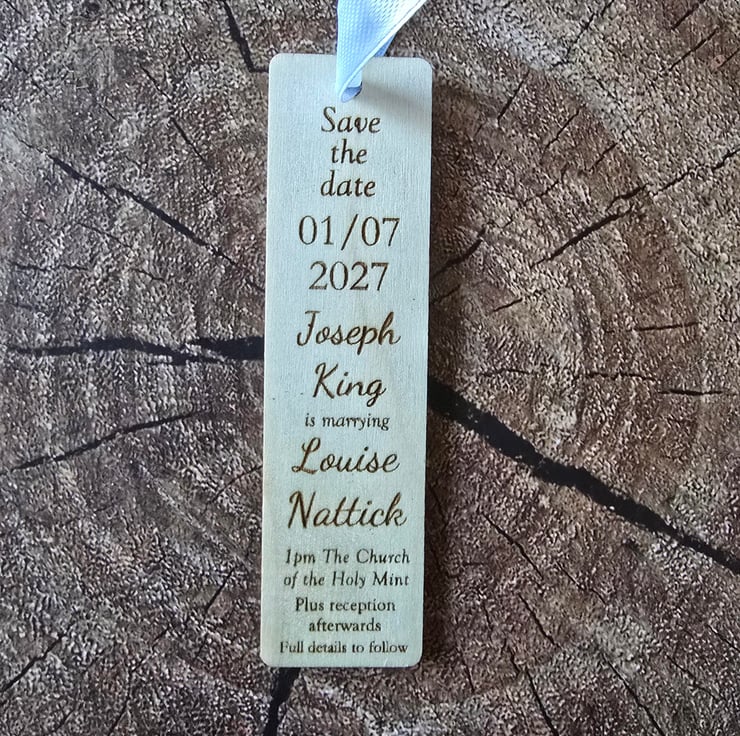 Save
the
date
01/07
2027
Joseph
King
is marrying
Louise
Nattick
1pm The Church
of the Holy Mint
Plus reception
afterwards
Full details to follow